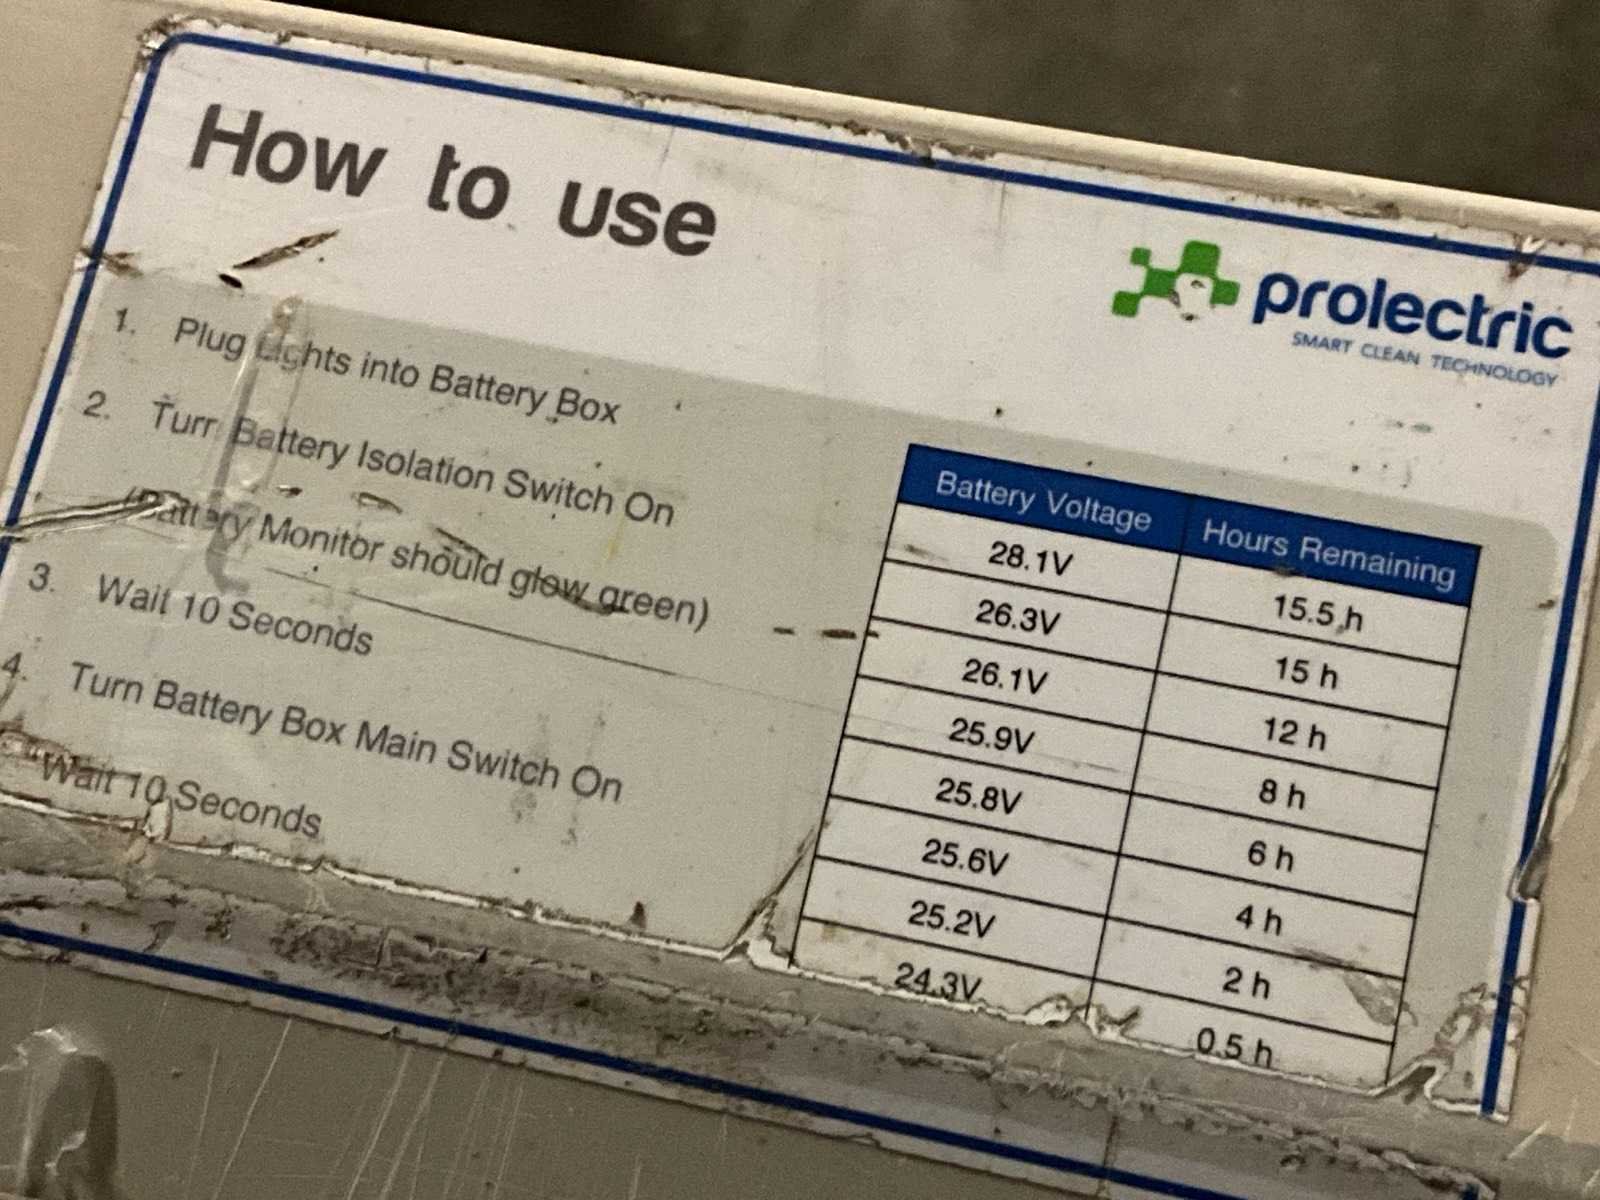 How to use
prolectric
SMART CLEAN TECHNOLOGY
1. Plug Lights into Battery Box
2. Turn Battery Isolation Switch On
(Battery Monitor should glow green)
3. Wait 10 Seconds
4. Turn Battery Box Main Switch On
Wait 10 Seconds
Battery Voltage Hours Remaining
28.1V 15.5 h
26.3V 15 h
26.1V 12 h
25.9V 8 h
25.8V 6 h
25.6V 4 h
25.2V 2 h
24.3V 0.5 h